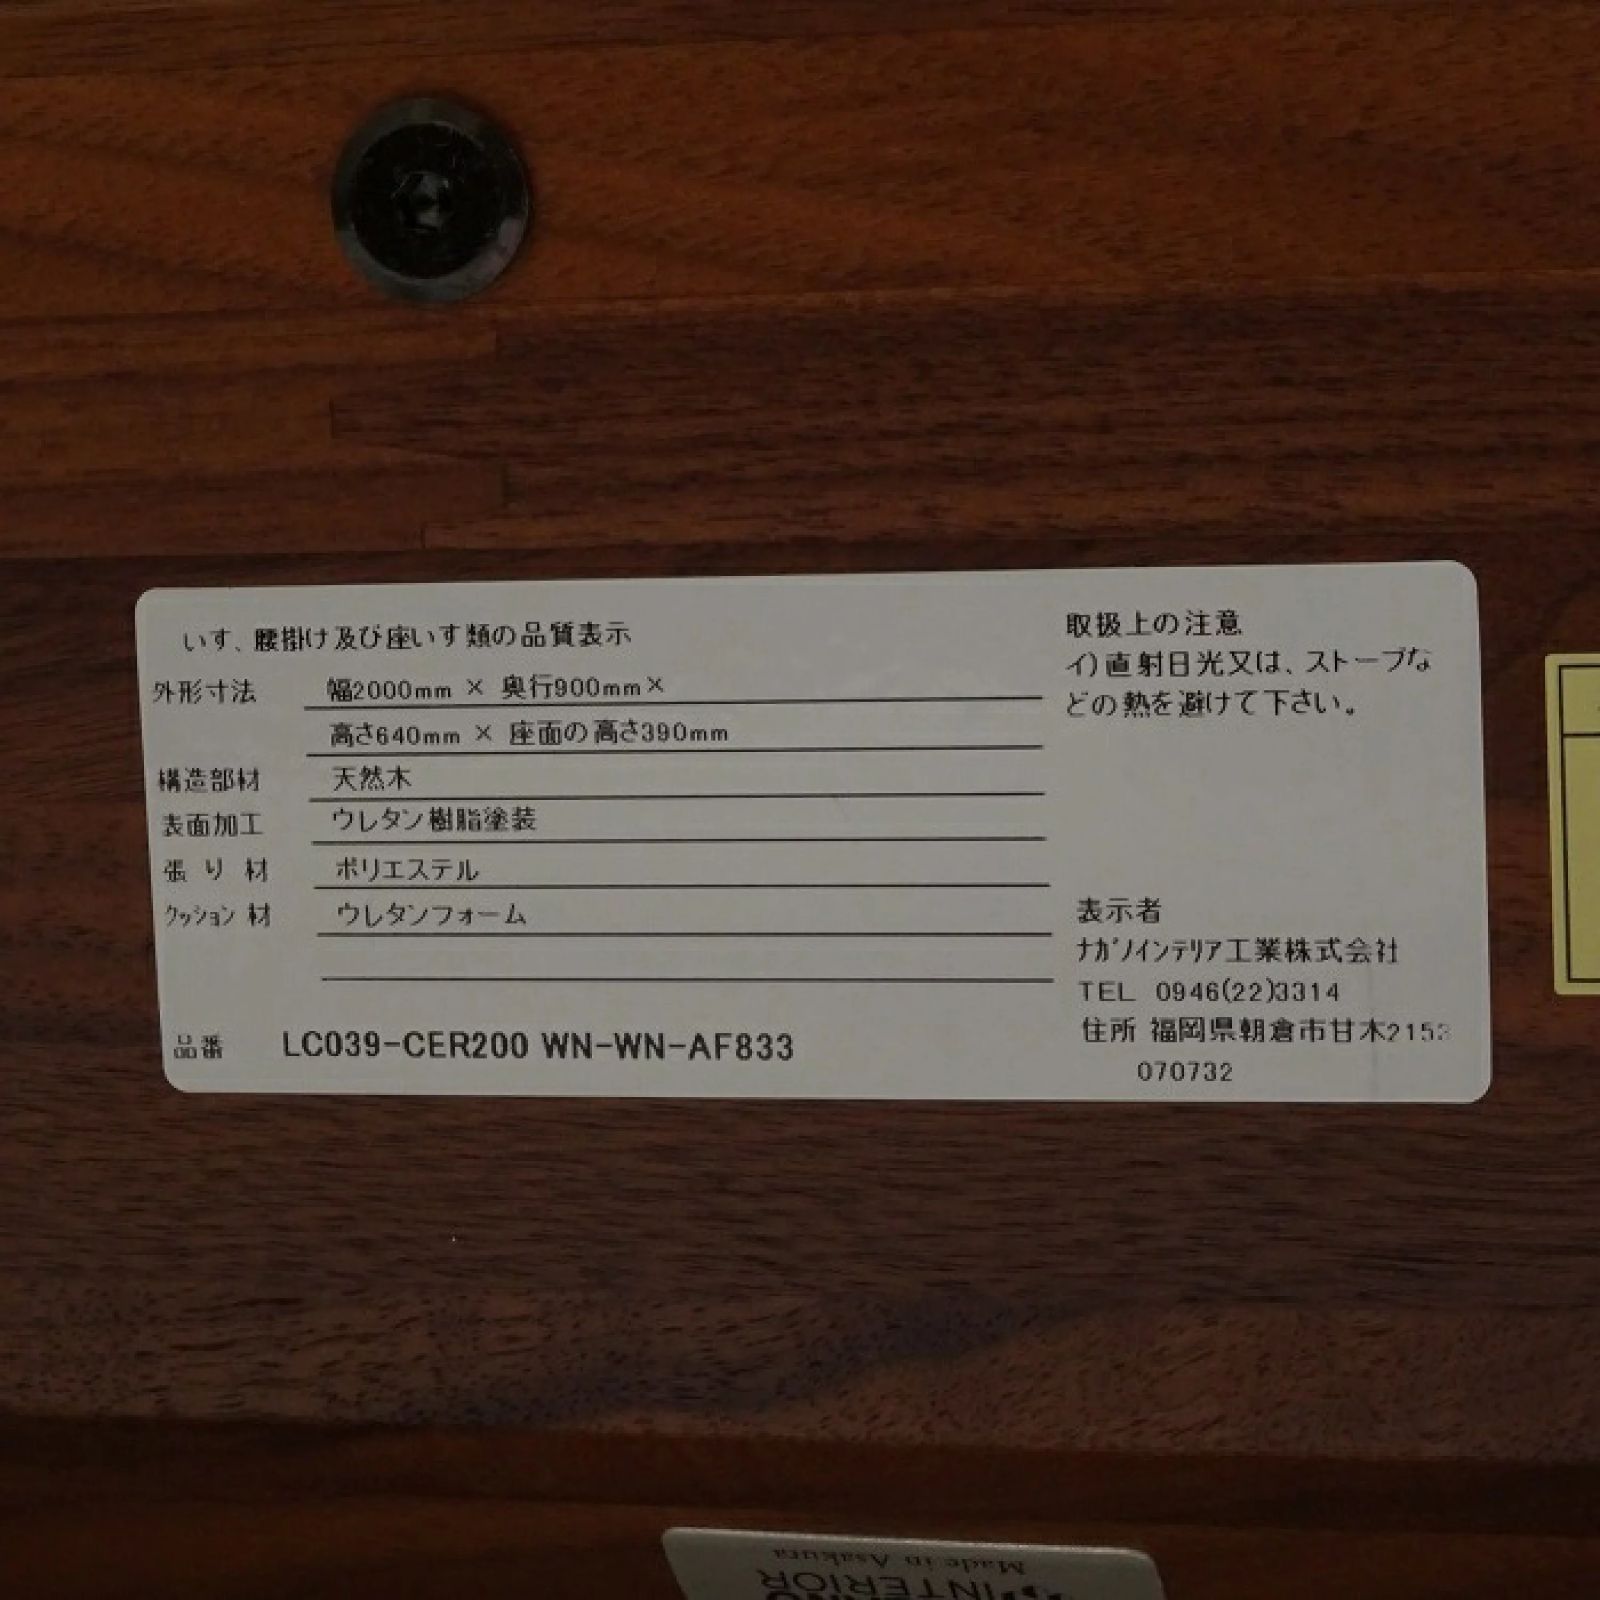 いす、腰掛け及び座いす類の品質表示
外形寸法 幅2000mm × 奥行900mm×
高さ640mm × 座面の高さ390mm
構造部材 天然木
表面加工 ウレタン樹脂塗装
張り材 ポリエステル
クッション材 ウレタンフォーム
品番 LC039-CER200 WN-WN-AF833
取扱上の注意
イ)直射日光又は、ストーブな
どの熱を避けて下さい。
表示者
ナガノインテリア工業株式会社
TEL 0946(22)3314
住所 福岡県朝倉市甘木2153
070732
Made in Asakura
INTERIOR